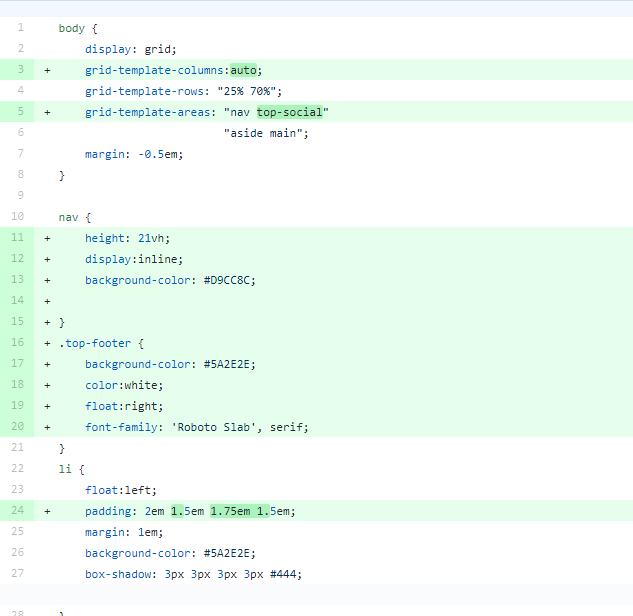 1 body {
2 display: grid;
3 + grid-template-columns:auto;
4 grid-template-rows: "25% 70%";
5 + grid-template-areas: "nav top-social"
6 "aside main";
7 margin: -0.5em;
8 }
9
10 nav {
11 + height: 21vh;
12 + display:inline;
13 + background-color: #D9CC8C;
14 +
15 + }
16 + .top-footer {
17 + background-color: #5A2E2E;
18 + color:white;
19 + float:right;
20 + font-family: 'Roboto Slab', serif;
21 }
22 li {
23 float:left;
24 + padding: 2em 1.5em 1.75em 1.5em;
25 margin: 1em;
26 background-color: #5A2E2E;
27 box-shadow: 3px 3px 3px 3px #444;
28 }